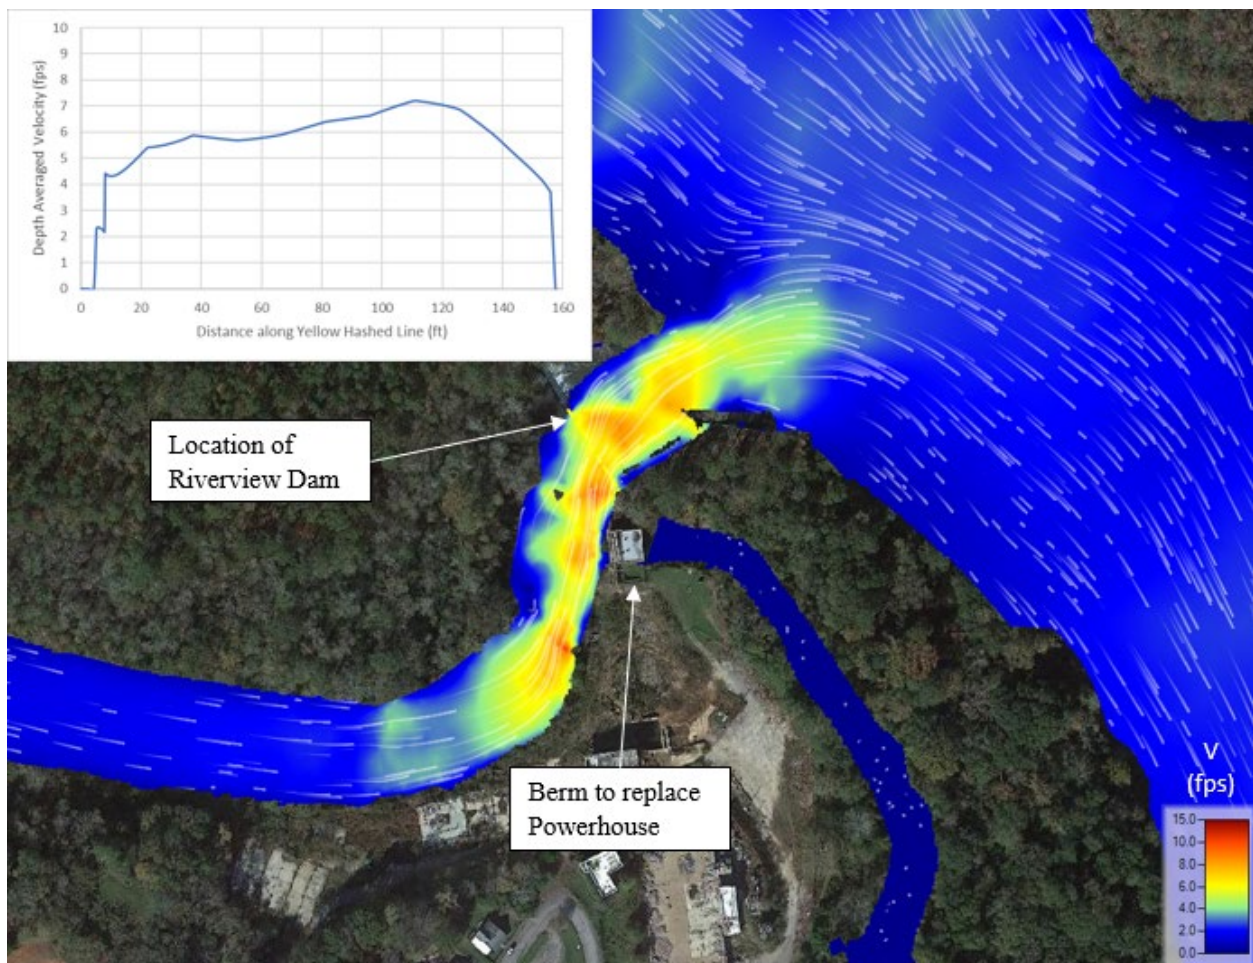 10
9
8
7
6
5
4
3
2
1
0
Depth Averaged Velocity (fps)
0 20 40 60 80 100 120 140 160
Distance along Yellow Hashed Line (ft)
Location of
Riverview Dam
Berm to replace
Powerhouse
V
(fps)
15.0
10.0
8.0
6.0
4.0
2.0
0.0